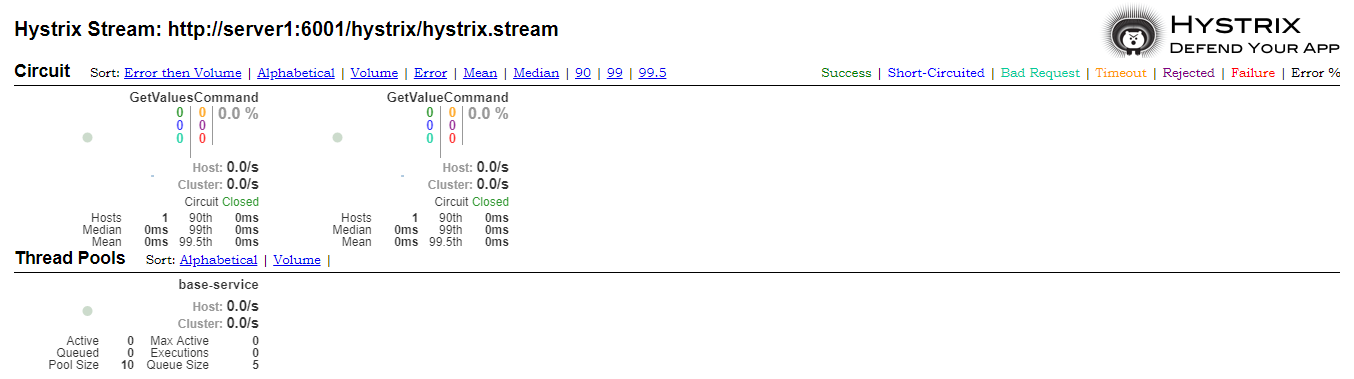 Hystrix Stream: http://server1:6001/hystrix/hystrix.stream
HYSTRIX
DEFEND YOUR APP
Circuit Sort: Error then Volume | Alphabetical | Volume | Error | Mean | Median | 90 | 99 | 99.5
Success | Short-Circuited | Bad Request | Timeout | Rejected | Failure | Error %
GetValuesCommand
0 0 0.0 %
0 0
0 0
Host: 0.0/s
Cluster: 0.0/s
Circuit Closed
Hosts 1 90th 0ms
Median 0ms 99th 0ms
Mean 0ms 99.5th 0ms
GetValueCommand
0 0 0.0 %
0 0
0 0
Host: 0.0/s
Cluster: 0.0/s
Circuit Closed
Hosts 1 90th 0ms
Median 0ms 99th 0ms
Mean 0ms 99.5th 0ms
Thread Pools Sort: Alphabetical | Volume |
base-service
Host: 0.0/s
Cluster: 0.0/s
Active 0 Max Active 0
Queued 0 Executions 0
Pool Size 10 Queue Size 5